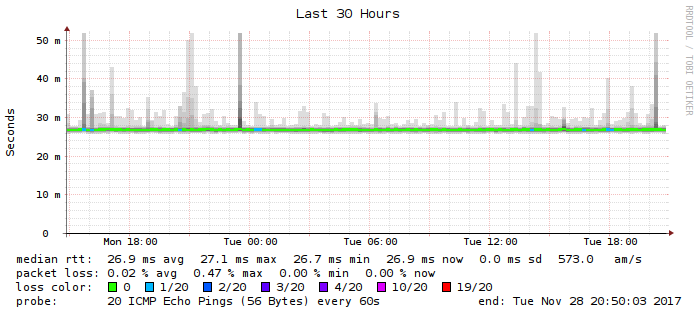 Last 30 Hours
RRDTOOL / TOBI OETIKER
Seconds
50 m
40 m
30 m
20 m
10 m
0
Mon 18:00 Tue 00:00 Tue 06:00 Tue 12:00 Tue 18:00
median rtt: 26.9 ms avg 27.1 ms max 26.7 ms min 26.9 ms now 0.0 ms sd 573.0 am/s
packet loss: 0.02 % avg 0.47 % max 0.00 % min 0.00 % now
loss color: 0 1/20 2/20 3/20 4/20 10/20 19/20
probe: 20 ICMP Echo Pings (56 Bytes) every 60s end: Tue Nov 28 20:50:03 2017